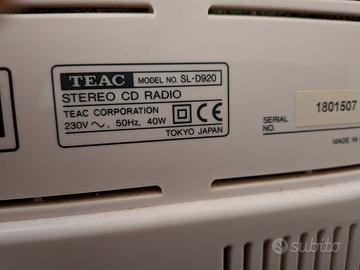 TEAC MODEL NO. SL-D920
STEREO CD RADIO
TEAC CORPORATION
230V ~, 50Hz, 40W
TOKYO JAPAN
CE
SERIAL NO. 1801507
MADE IN
subito